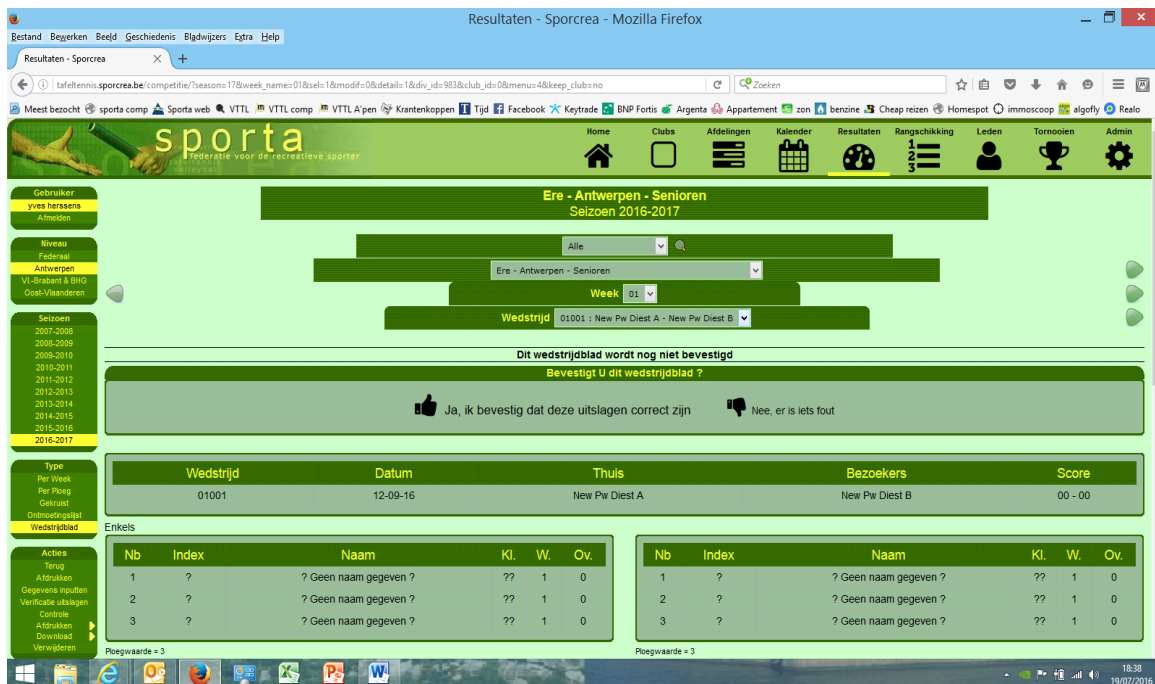 Resultaten - Sporcrea - Mozilla Firefox
Bestand Bewerken Beeld Geschiedenis Bladwijzers Extra Help
Resultaten - Sporcrea
tafeltennis.sporcrea.be/competitie/?season=17&week_name=01&sel=1&modif=0&detail=1&div_id=983&club_id=0&menu=4&keep_club=no
Zoeken
Meest bezocht sporta comp Sporta web VTTL VTTL comp VTTL A'pen Krantenkoppen Tijd Facebook Keytrade BNP Fortis Argenta Appartement zon benzine Cheap reizen Homespot immoscoop algofly Realo
sporta
federatie voor de recreatieve sporter
Home Clubs Afdelingen Kalender Resultaten Rangschikking Leden Tornooien Admin
Gebruiker
yves herssens
Afmelden
Niveau
Federaal
Antwerpen
Vl.-Brabant & BHG
Oost-Vlaanderen
Seizoen
2007-2008
2008-2009
2009-2010
2010-2011
2011-2012
2012-2013
2013-2014
2014-2015
2015-2016
2016-2017
Type
Per Week
Per Ploeg
Gekruist
Ontmoetingslijst
Wedstrijdblad
Acties
Terug
Afdrukken
Gegevens inputten
Verificatie uitslagen
Controle
Afdrukken
Download
Verwijderen
Ere - Antwerpen - Senioren
Seizoen 2016-2017
Alle
Ere - Antwerpen - Senioren
Week 01
Wedstrijd 01001 : New Pw Diest A - New Pw Diest B
Dit wedstrijdblad wordt nog niet bevestigd
Bevestigt U dit wedstrijdblad ?
Ja, ik bevestig dat deze uitslagen correct zijn Nee, er is iets fout
Wedstrijd Datum Thuis Bezoekers Score
01001 12-09-16 New Pw Diest A New Pw Diest B 00 - 00
Enkels
Nb Index Naam Kl. W. Ov.
1 ? ? Geen naam gegeven ? ?? 1 0
2 ? ? Geen naam gegeven ? ?? 1 0
3 ? ? Geen naam gegeven ? ?? 1 0
Ploegwaarde = 3
Nb Index Naam Kl. W. Ov.
1 ? ? Geen naam gegeven ? ?? 1 0
2 ? ? Geen naam gegeven ? ?? 1 0
3 ? ? Geen naam gegeven ? ?? 1 0
Ploegwaarde = 3
18:38
19/07/2016